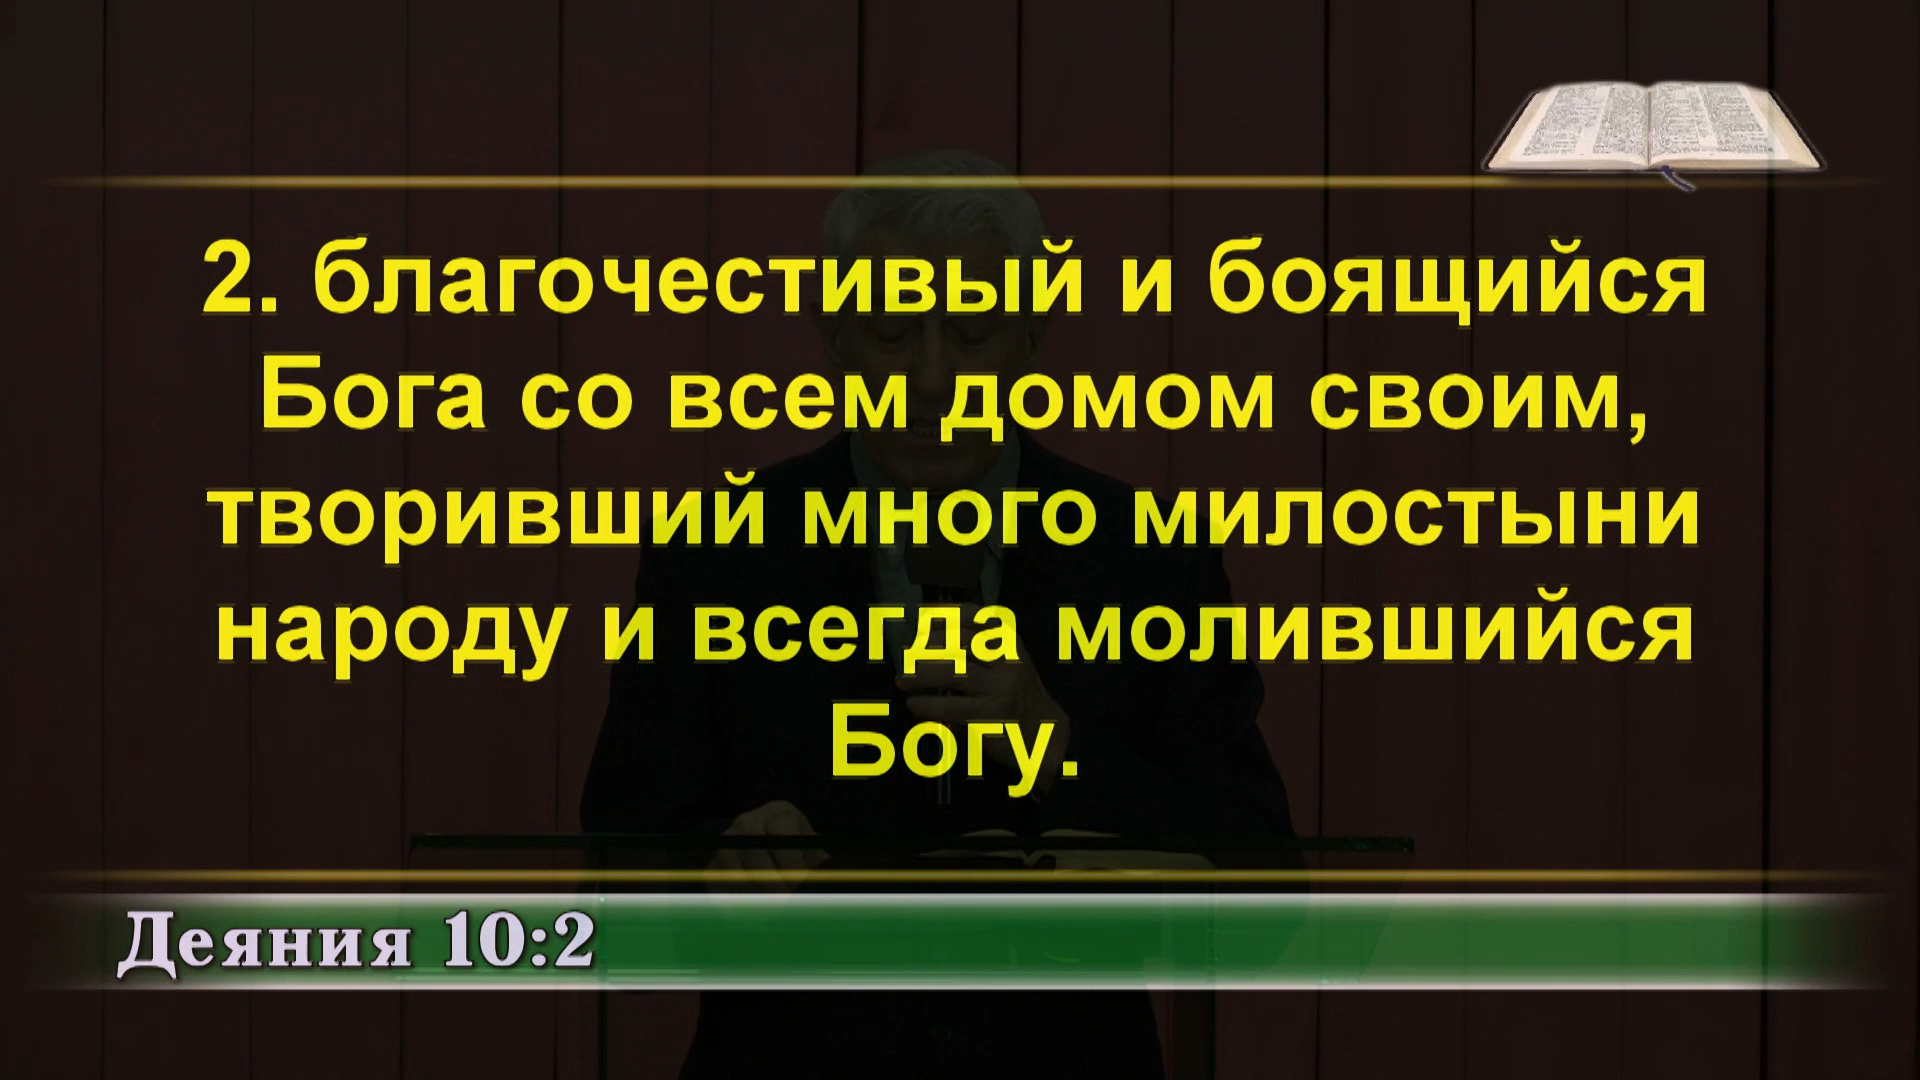 2. благочестивый и боящийся
Бога со всем домом своим,
творивший много милостыни
народу и всегда молившийся
Богу.
Деяния 10:2